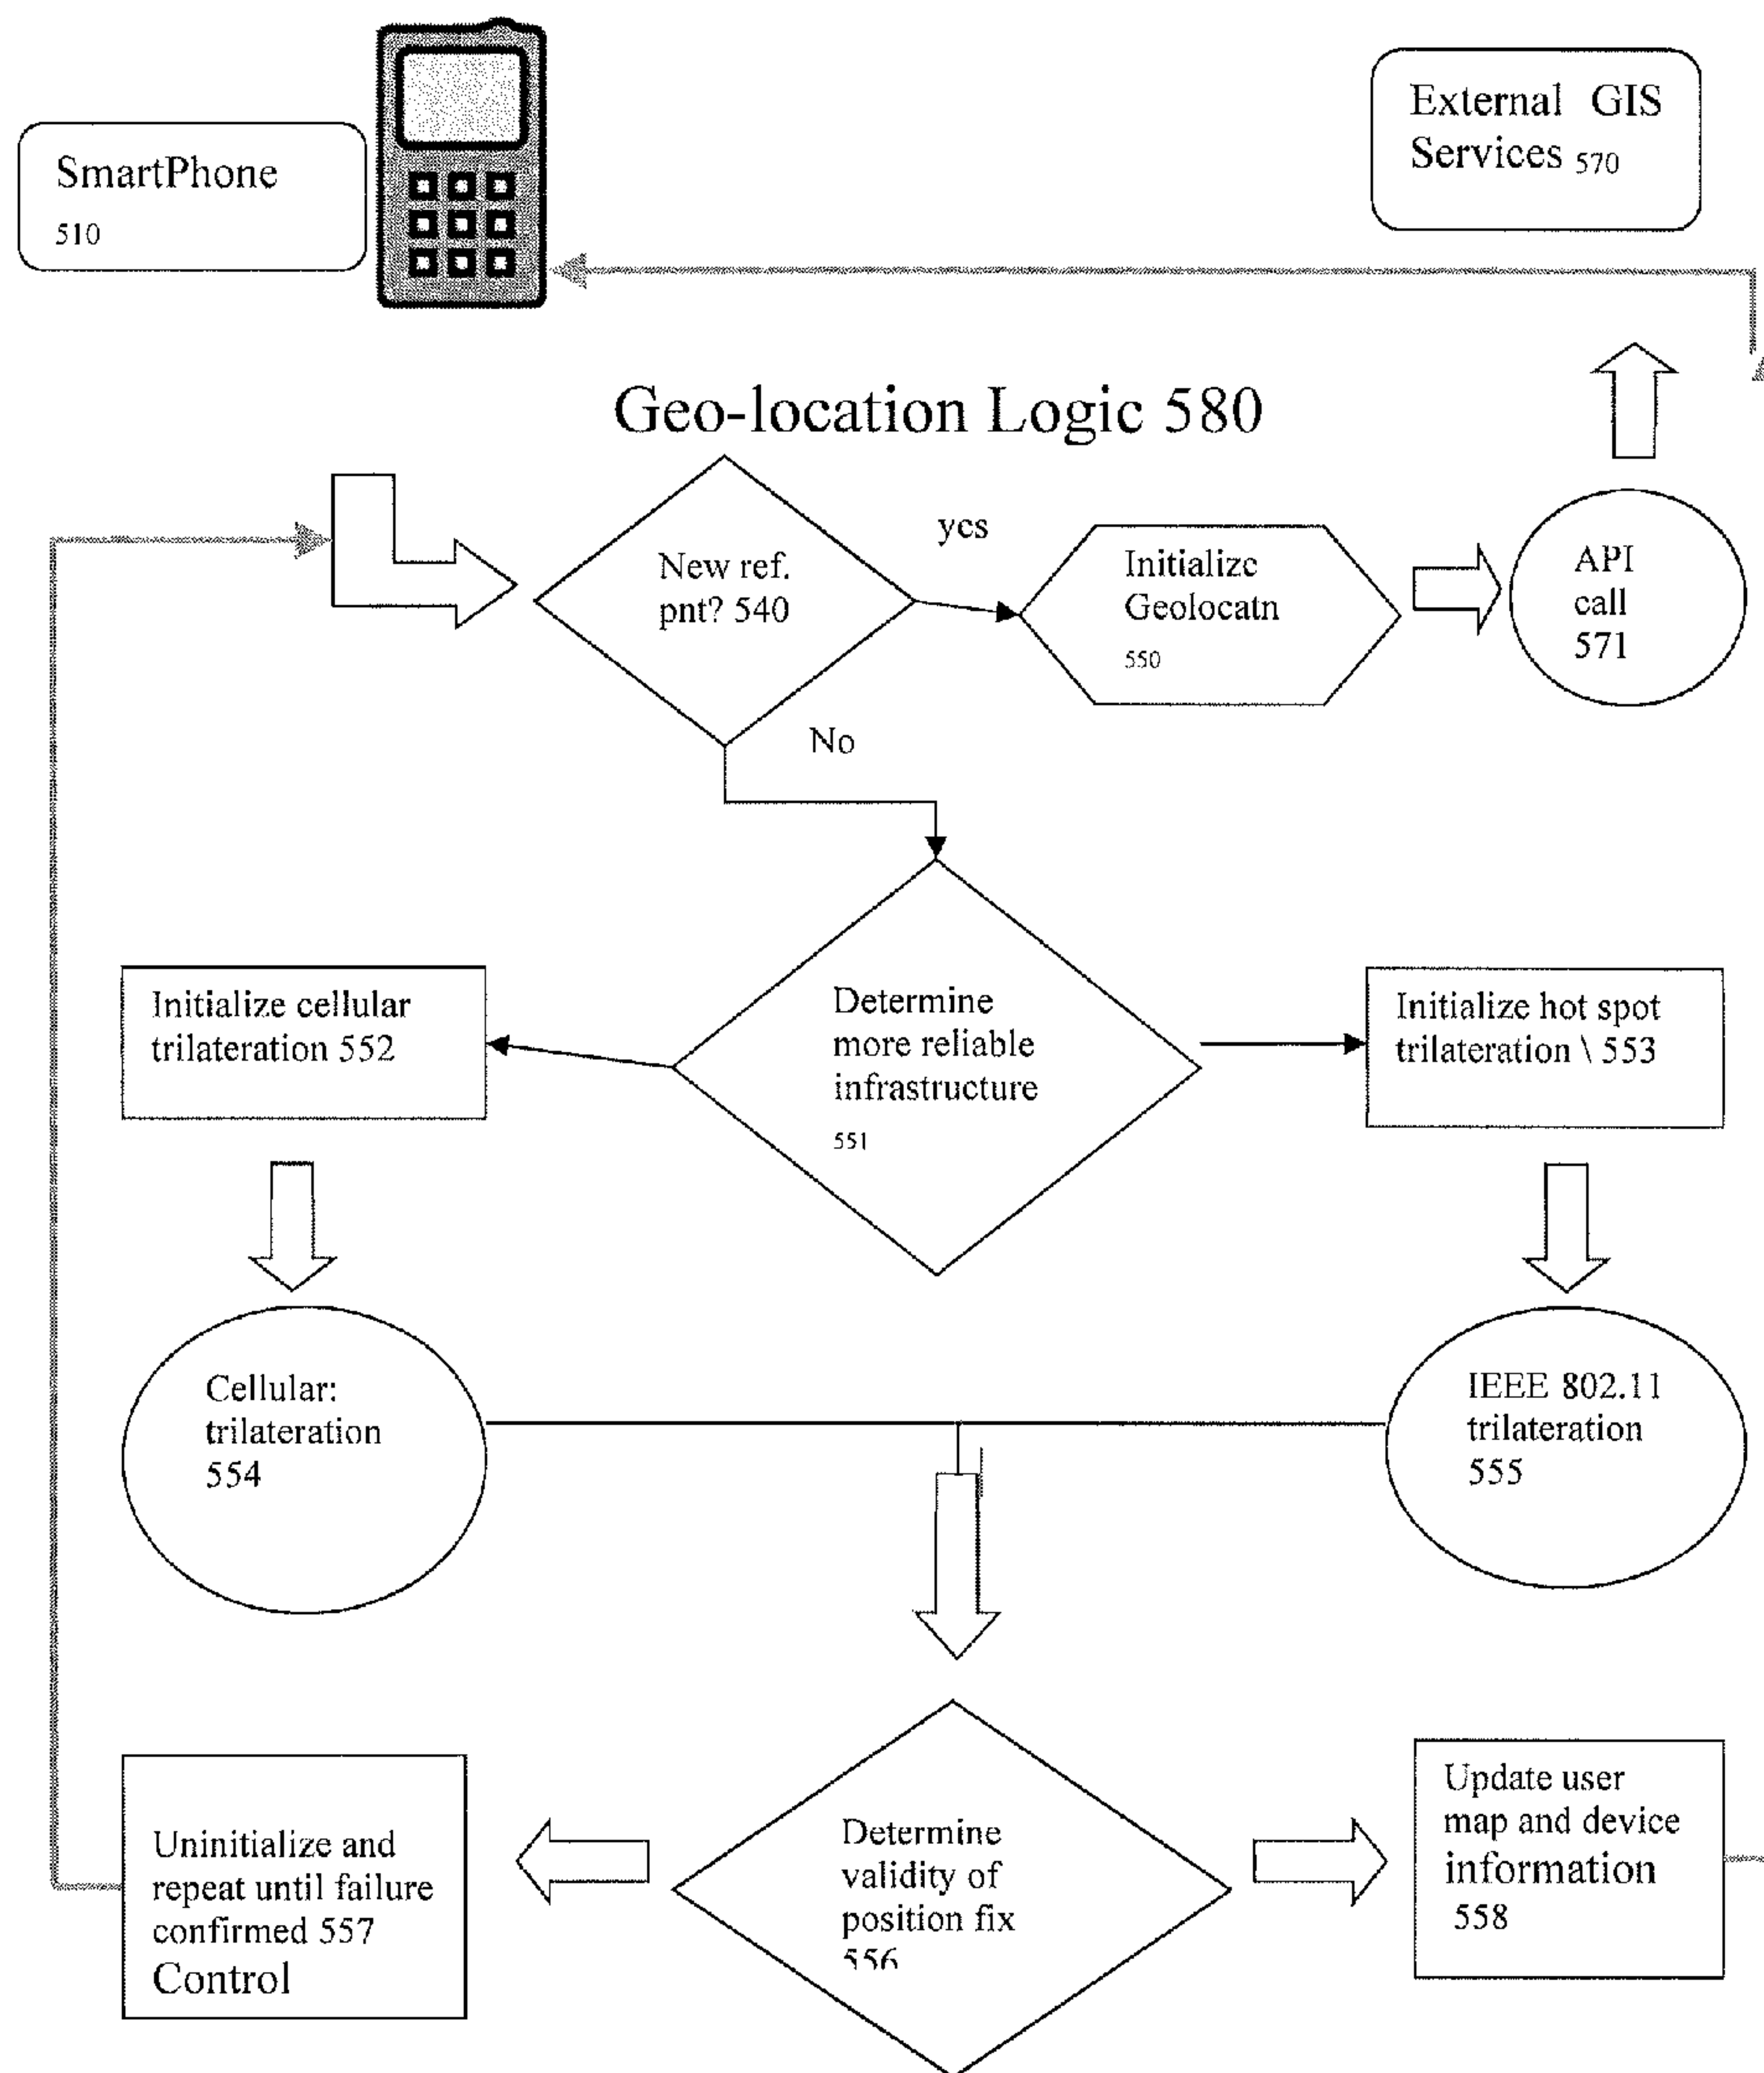 External GIS
Services 570
SmartPhone
510
Geo-location Logic 580
yes
New ref.
pnt? 540
Initialize
Geolocatn
550
API
call
571
No
Initialize cellular
trilateration 552
Determine
more reliable
infrastructure
551
Initialize hot spot
trilateration \ 553
Cellular:
trilateration
554
IEEE 802.11
trilateration
555
Uninitialize and
repeat until failure
confirmed 557
Control
Determine
validity of
position fix
556
Update user
map and device
information
558